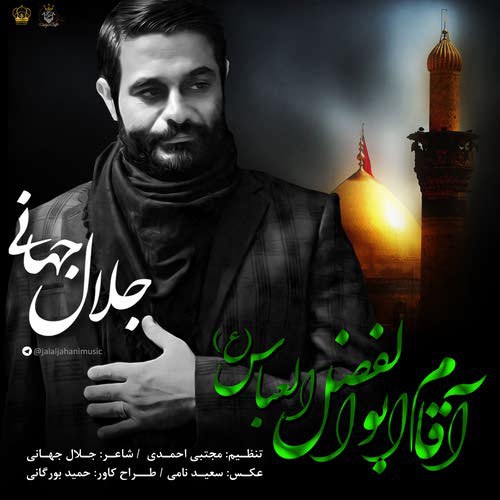 جلال جهانی
@jalaljahanimusic
آقام ابوالفضل العباس (ع)
تنظیم: مجتبی احمدی / شاعر: جلال جهانی
عکس: سعید نامی / طراح کاور: حمید بورگانی